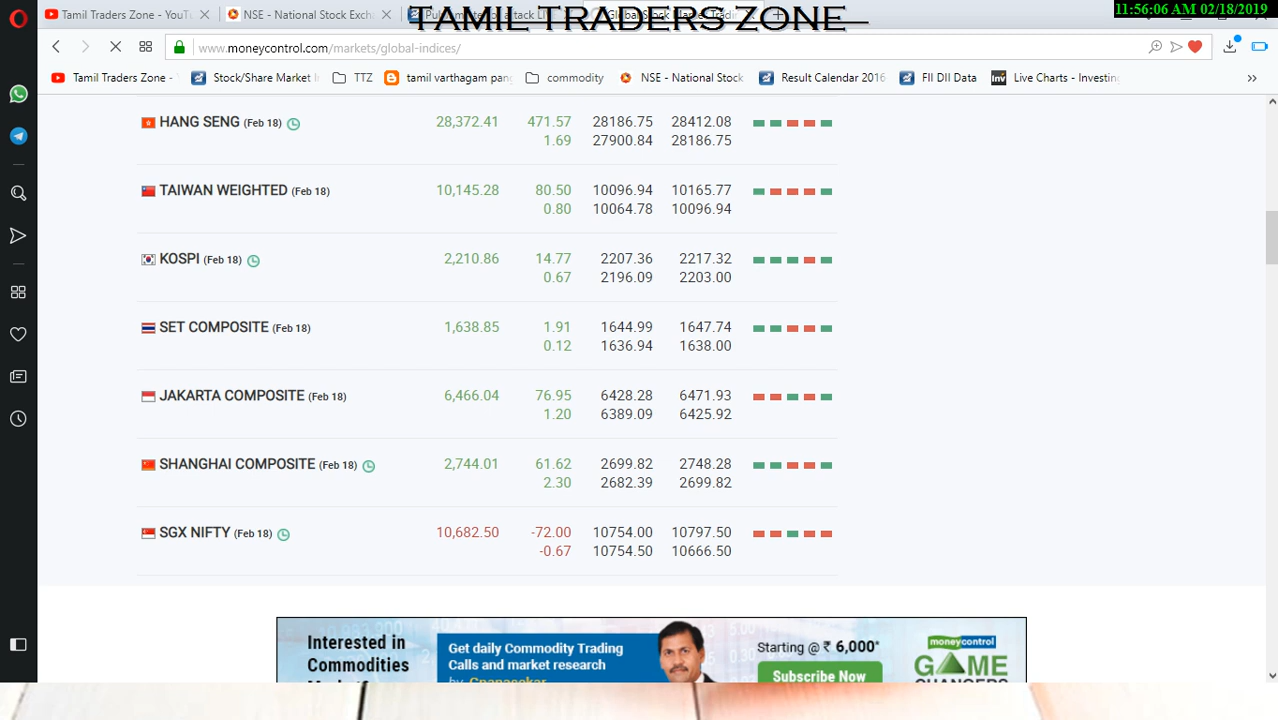 Tamil Traders Zone - YouTu
NSE - National Stock Excha
TAMIL TRADERS ZONE
11:56:06 AM 02/18/2019
www.moneycontrol.com/markets/global-indices/
Tamil Traders Zone -
Stock/Share Market I
TTZ
tamil varthagam pan
commodity
NSE - National Stock
Result Calendar 2016
FII DII Data
Inv Live Charts - Investin
HANG SENG (Feb 18) 28,372.41 471.57 28186.75 28412.08
1.69 27900.84 28186.75
TAIWAN WEIGHTED (Feb 18) 10,145.28 80.50 10096.94 10165.77
0.80 10064.78 10096.94
KOSPI (Feb 18) 2,210.86 14.77 2207.36 2217.32
0.67 2196.09 2203.00
SET COMPOSITE (Feb 18) 1,638.85 1.91 1644.99 1647.74
0.12 1636.94 1638.00
JAKARTA COMPOSITE (Feb 18) 6,466.04 76.95 6428.28 6471.93
1.20 6389.09 6425.92
SHANGHAI COMPOSITE (Feb 18) 2,744.01 61.62 2699.82 2748.28
2.30 2682.39 2699.82
SGX NIFTY (Feb 18) 10,682.50 -72.00 10754.00 10797.50
-0.67 10754.50 10666.50
Interested in
Commodities
Get daily Commodity Trading
Calls and market research
by Gnanasekar
Starting @ ₹ 6,000*
Subscribe Now
moneycontrol
GAME
CHANGERS